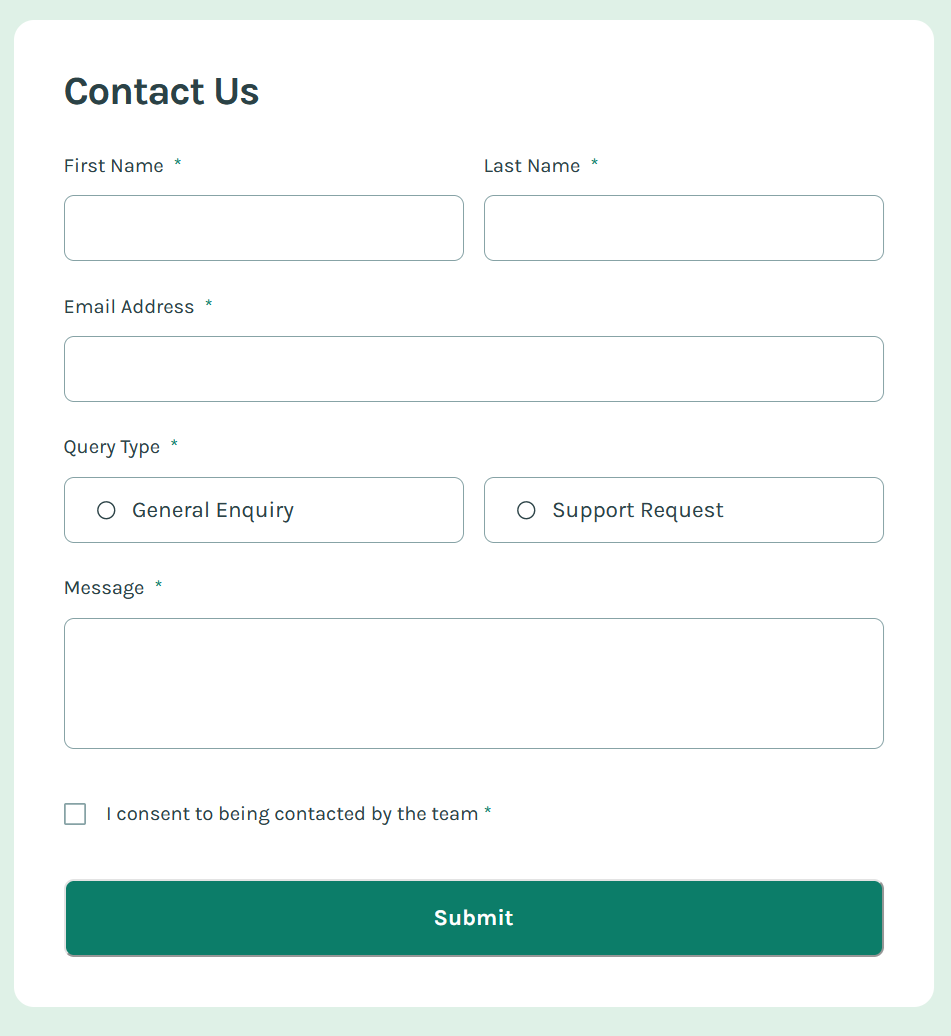 Contact Us
First Name *
Last Name *
Email Address *
Query Type *
General Enquiry
Support Request
Message *
I consent to being contacted by the team *
Submit